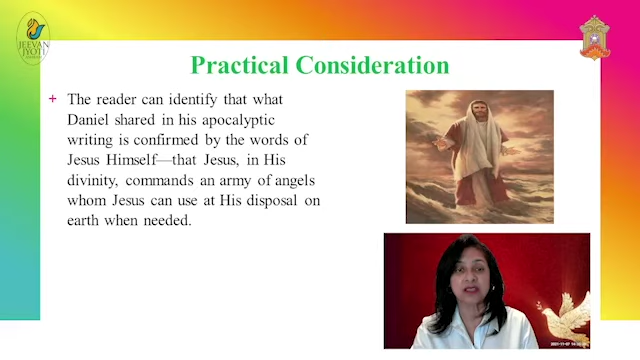 JEEVAN
JYOTI
Practical Consideration
+ The reader can identify that what
Daniel shared in his apocalyptic
writing is confirmed by the words of
Jesus Himself—that Jesus, in His
divinity, commands an army of angels
whom Jesus can use at His disposal on
earth when needed.